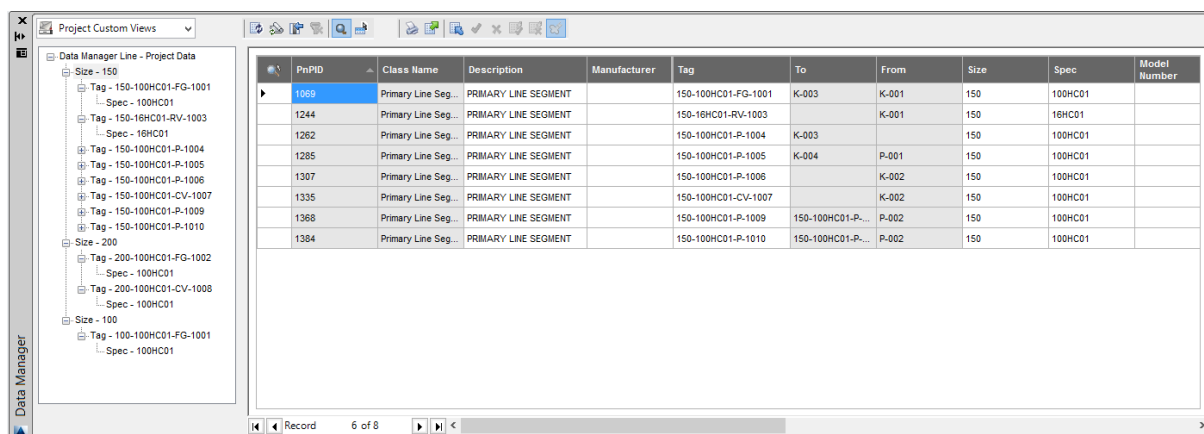 Project Custom Views
Data Manager Line - Project Data
Size - 150
Tag - 150-100HC01-FG-1001
Spec - 100HC01
Tag - 150-16HC01-RV-1003
Spec - 16HC01
Tag - 150-100HC01-P-1004
Tag - 150-100HC01-P-1005
Tag - 150-100HC01-P-1006
Tag - 150-100HC01-CV-1007
Tag - 150-100HC01-P-1009
Tag - 150-100HC01-P-1010
Size - 200
Tag - 200-100HC01-FG-1002
Spec - 100HC01
Tag - 200-100HC01-CV-1008
Spec - 100HC01
Size - 100
Tag - 100-100HC01-FG-1001
Spec - 100HC01
Data Manager
PnPID Class Name Description Manufacturer Tag To From Size Spec Model Number
1069 Primary Line Seg... PRIMARY LINE SEGMENT 150-100HC01-FG-1001 K-003 K-001 150 100HC01
1244 Primary Line Seg... PRIMARY LINE SEGMENT 150-16HC01-RV-1003 K-001 150 16HC01
1262 Primary Line Seg... PRIMARY LINE SEGMENT 150-100HC01-P-1004 K-003 150 100HC01
1285 Primary Line Seg... PRIMARY LINE SEGMENT 150-100HC01-P-1005 K-004 P-001 150 100HC01
1307 Primary Line Seg... PRIMARY LINE SEGMENT 150-100HC01-P-1006 K-002 150 100HC01
1335 Primary Line Seg... PRIMARY LINE SEGMENT 150-100HC01-CV-1007 K-002 150 100HC01
1368 Primary Line Seg... PRIMARY LINE SEGMENT 150-100HC01-P-1009 150-100HC01-P-... P-002 150 100HC01
1384 Primary Line Seg... PRIMARY LINE SEGMENT 150-100HC01-P-1010 150-100HC01-P-... P-002 150 100HC01
Record 6 of 8